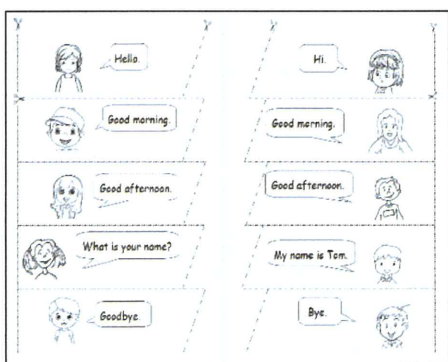 Hello.
Hi.
Good morning.
Good morning.
Good afternoon.
Good afternoon.
What is your name?
My name is Tom.
Goodbye.
Bye.